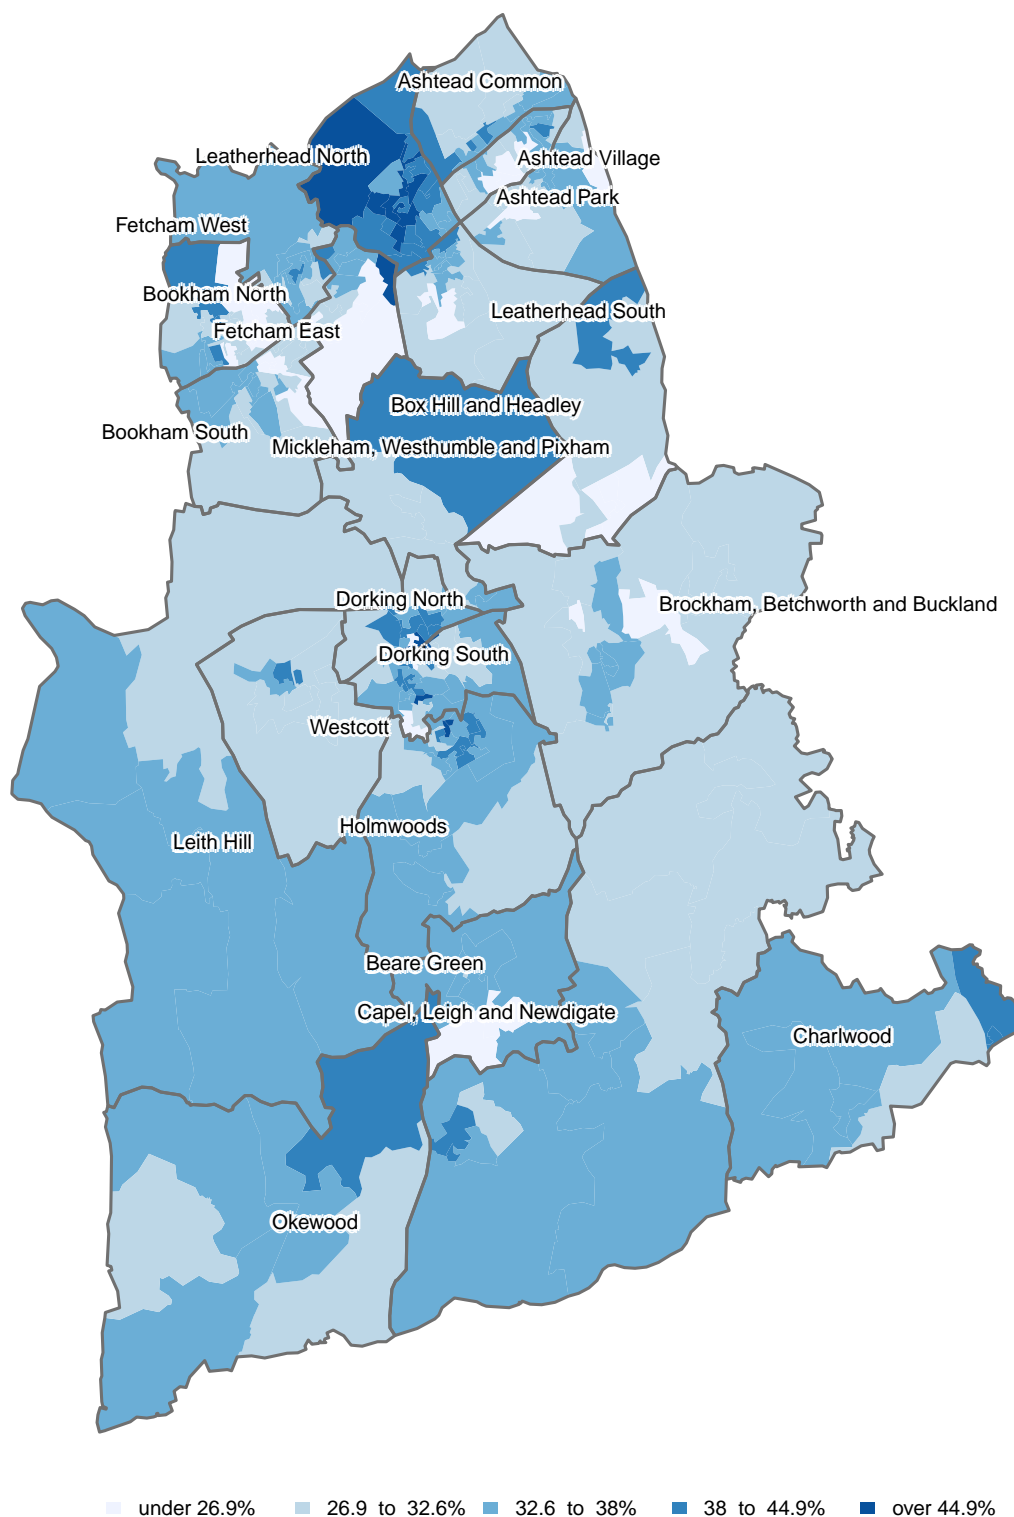 Ashtead Common
Leatherhead North
Ashtead Village
Ashtead Park
Fetcham West
Bookham North
Leatherhead South
Fetcham East
Box Hill and Headley
Bookham South
Mickleham, Westhumble and Pixham
Dorking North
Brockham, Betchworth and Buckland
Dorking South
Westcott
Holmwoods
Leith Hill
Beare Green
Capel, Leigh and Newdigate
Charlwood
Okewood
under 26.9% 26.9 to 32.6% 32.6 to 38% 38 to 44.9% over 44.9%